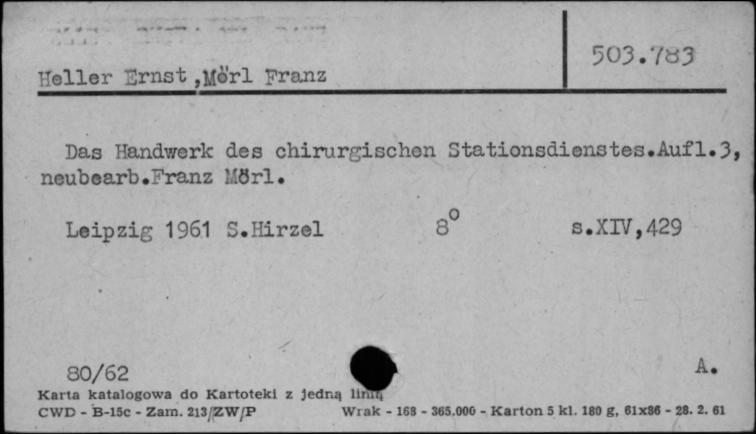 503.783
Heller Ernst ,Mörl Franz
Das Handwerk des chirurgischen Stationsdienstes.Aufl.3,
neubearb.Franz Mörl.
Leipzig 1961 S.Hirzel 8° s.XIV,429
80/62 A.
Karta katalogowa do Kartoteki z jedną linią
CWD - B-15c - Zam. 213/ZW/P Wrak - 168 - 365.000 - Karton 5 kl. 180 g, 61x86 - 28. 2. 61